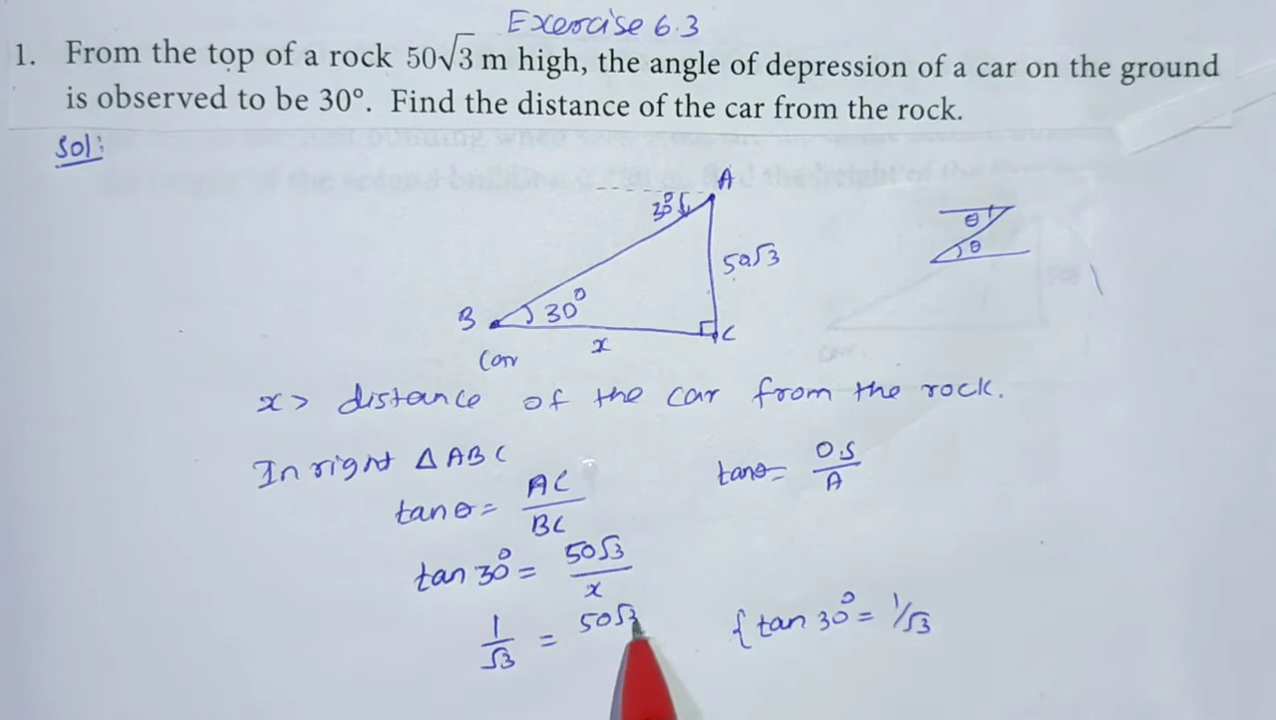 Exercise 6.3
1. From the top of a rock 50√3 m high, the angle of depression of a car on the ground
is observed to be 30°. Find the distance of the car from the rock.
Sol:
A
30°
50√3
θ
θ
B
30°
C
x
Car
x > distance of the car from the rock.
In right Δ ABC
tanθ = O.S / A
tanθ = AC / BC
tan 30° = 50√3 / x
1/√3 = 50√3
{tan 30° = 1/√3